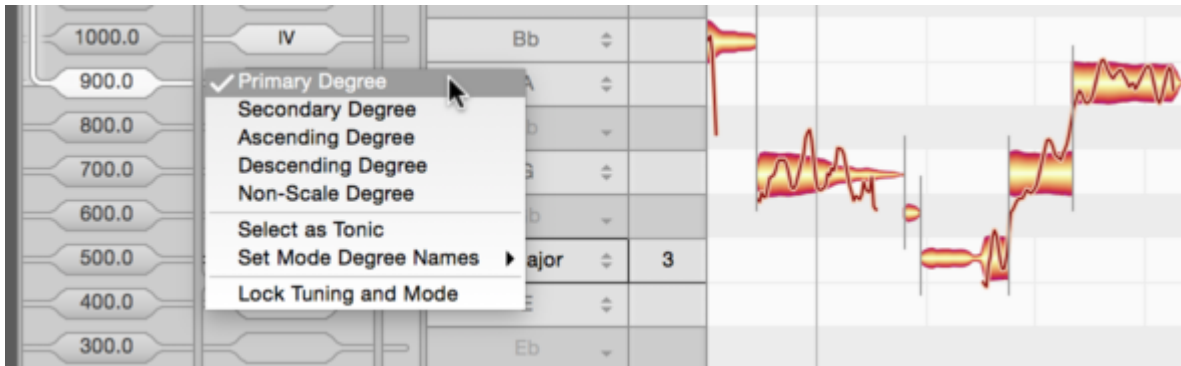 1000.0 IV Bb
900.0
800.0
700.0
600.0
500.0
400.0
300.0
Primary Degree
Secondary Degree
Ascending Degree
Descending Degree
Non-Scale Degree
Select as Tonic
Set Mode Degree Names
Lock Tuning and Mode
ajor 3
E
Eb